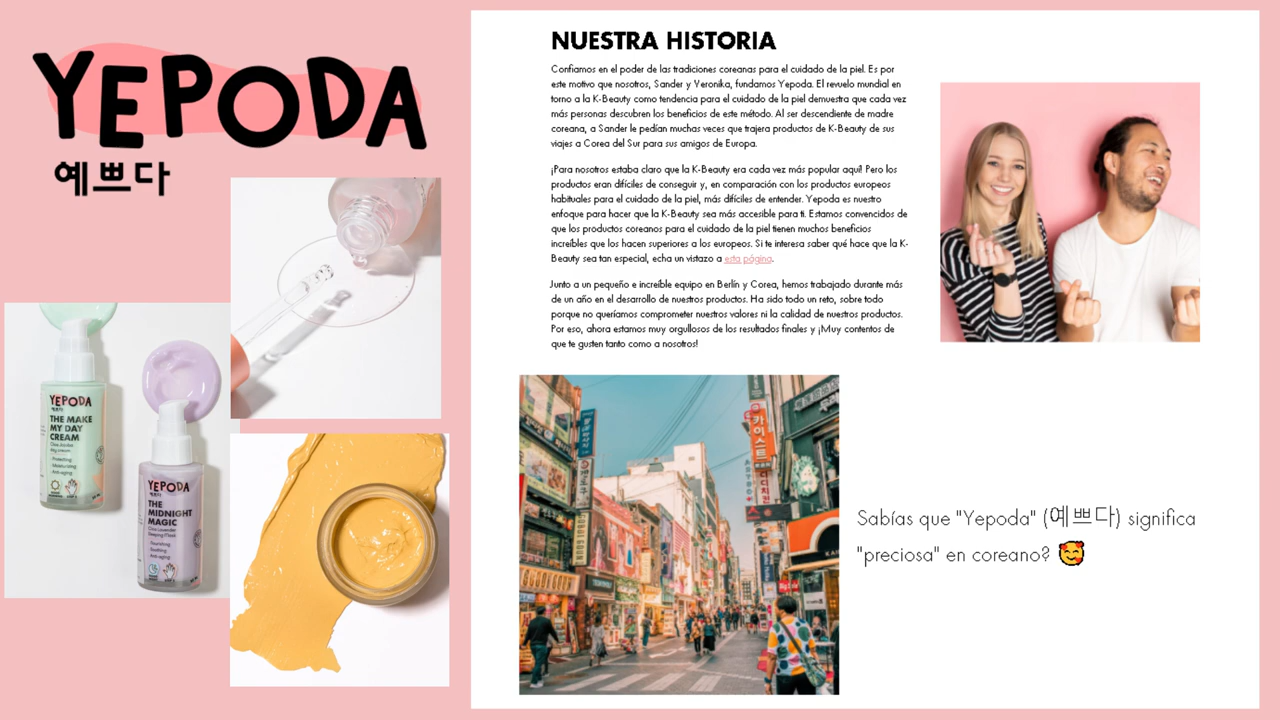 YEPODA
예쁘다
YEPODA
예쁘다
THE MAKE
MY DAY
CREAM
YEPODA
예쁘다
THE
MIDNIGHT
MAGIC
NUESTRA HISTORIA
Confiamos en el poder de las tradiciones coreanas para el cuidado de la piel. Es por
este motivo que nosotros, Sander y Veronika, fundamos Yepoda. El revuelo mundial en
torno a la K-Beauty como tendencia para el cuidado de la piel demuestra que cada vez
más personas descubren los beneficios de este método. Al ser descendiente de madre
coreana, a Sander le pedían muchas veces que trajera productos de K-Beauty de sus
viajes a Corea del Sur para sus amigos de Europa.
¡Para nosotros estaba claro que la K-Beauty era cada vez más popular aquí! Pero los
productos eran difíciles de conseguir y, en comparación con los productos europeos
habituales para el cuidado de la piel, más difíciles de entender. Yepoda es nuestro
enfoque para hacer que la K-Beauty sea más accesible para ti. Estamos convencidos de
que los productos coreanos para el cuidado de la piel tienen muchos beneficios
increíbles que los hacen superiores a los europeos. Si te interesa saber qué hace que la K-
Beauty sea tan especial, echa un vistazo a esta página.
Junto a un pequeño e increíble equipo en Berlín y Corea, hemos trabajado durante más
de un año en el desarrollo de nuestros productos. Ha sido todo un reto, sobre todo
porque no queríamos comprometer nuestros valores ni la calidad de nuestros productos.
Por eso, ahora estamos muy orgullosos de los resultados finales y ¡Muy contentos de
que te gusten tanto como a nosotros!
카이스트
Sabías que "Yepoda" (예쁘다) significa
"preciosa" en coreano? 🥰